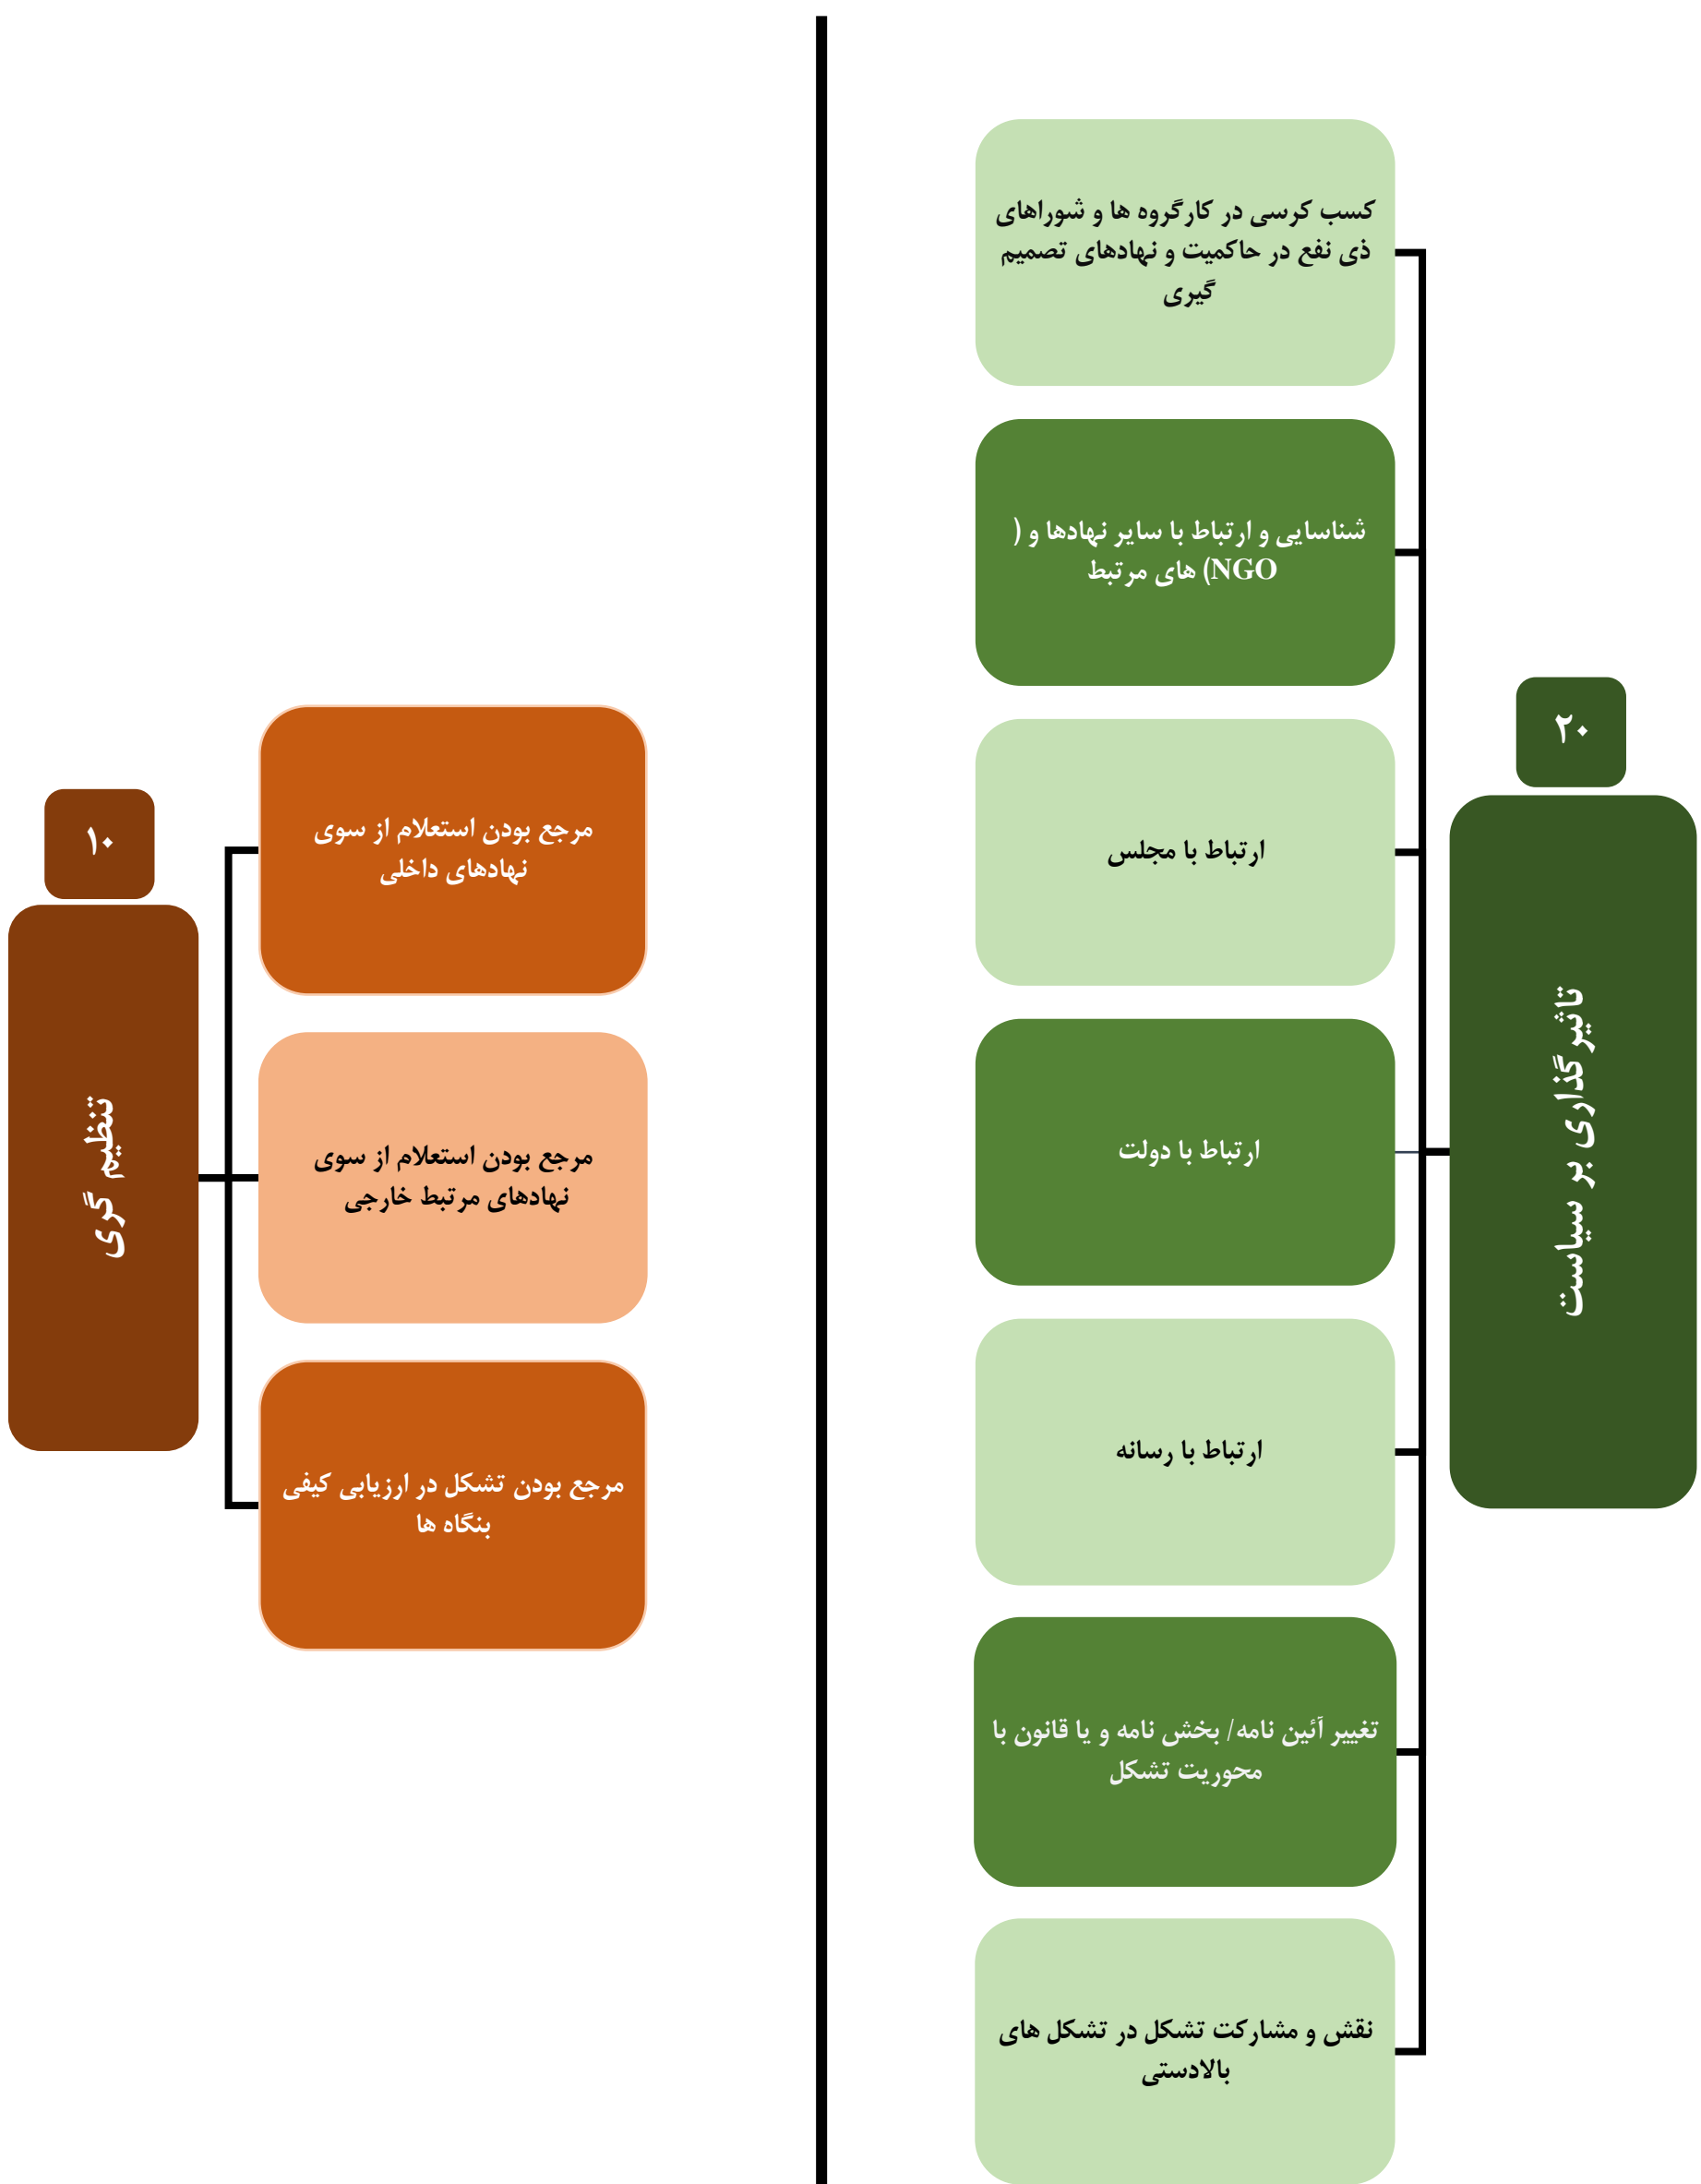 ۲۰
تاثیرگذاری بر سیاست
کسب کرسی در کارگروه ها و شوراهای
ذی نفع در حاکمیت و نهادهای تصمیم
گیری
شناسایی و ارتباط با سایر نهادها و (
NGO) های مرتبط
ارتباط با مجلس
ارتباط با دولت
ارتباط با رسانه
تغییر آئین نامه/ بخش نامه و یا قانون با
محوریت تشکل
نقش و مشارکت تشکل در تشکل های
بالادستی
۱۰
تنظیم گری
مرجع بودن استعلام از سوی
نهادهای داخلی
مرجع بودن استعلام از سوی
نهادهای مرتبط خارجی
مرجع بودن تشکل در ارزیابی کیفی
بنگاه ها